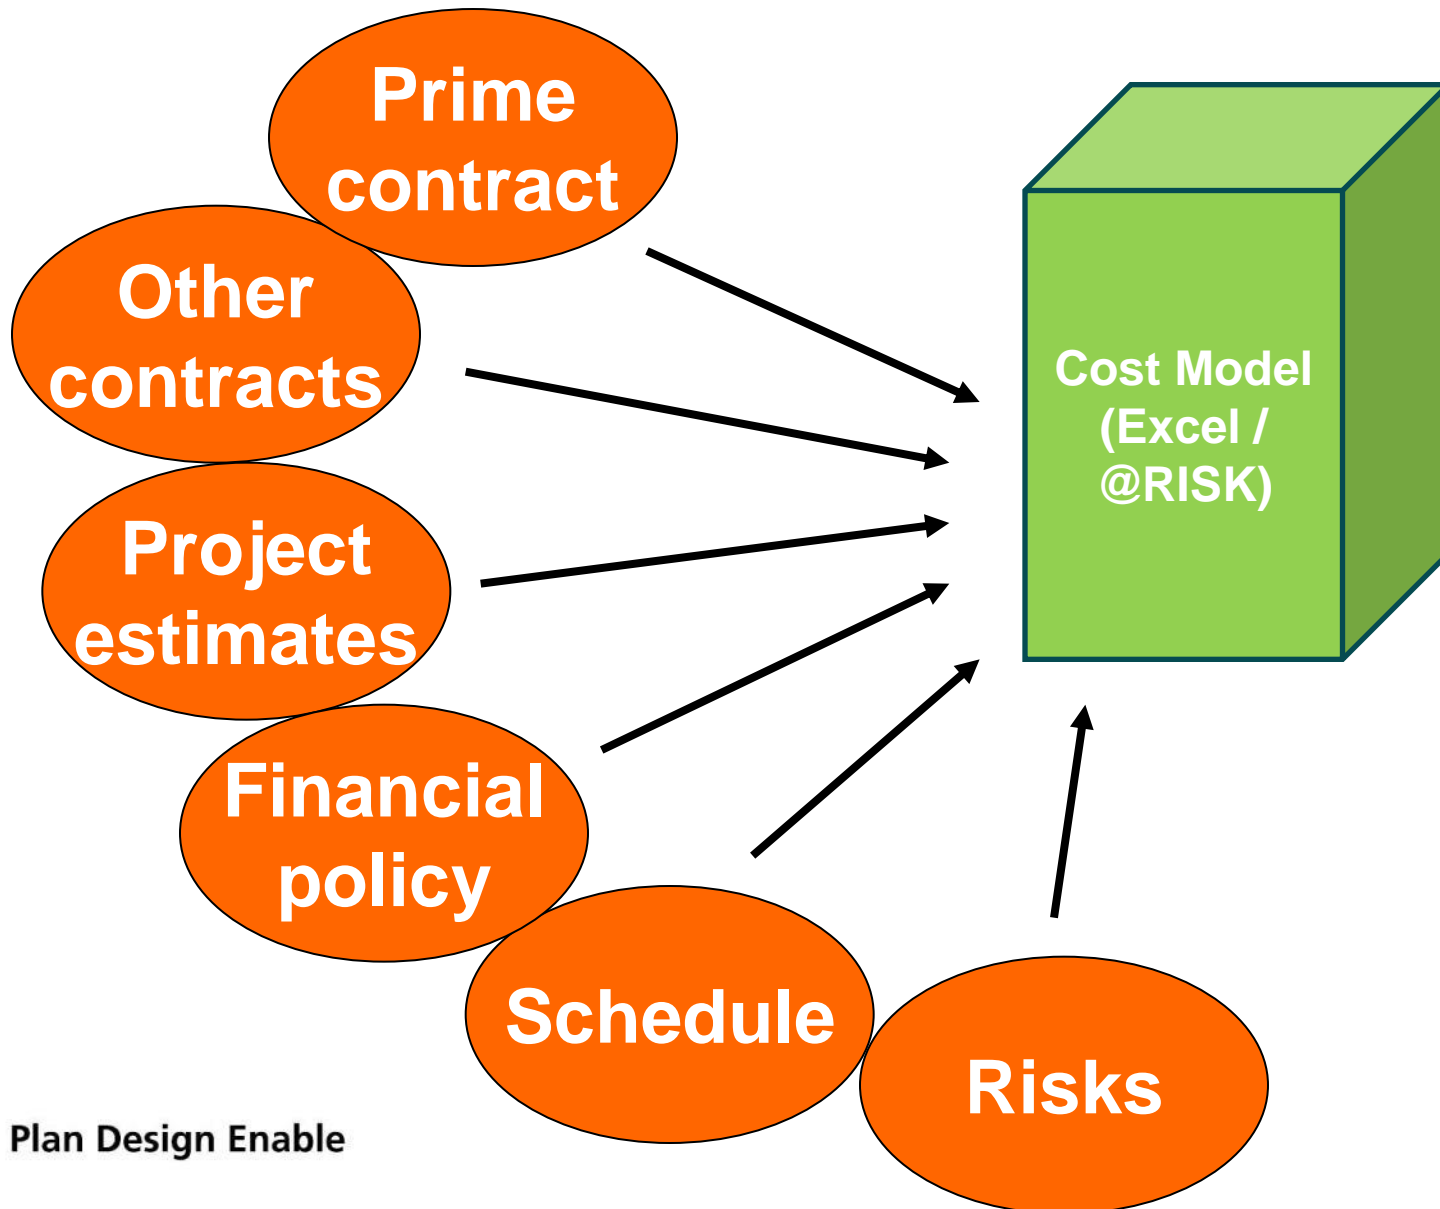 Prime
contract
Other
contracts
Project
estimates
Financial
policy
Schedule
Risks
Cost Model
(Excel /
@RISK)
Plan Design Enable